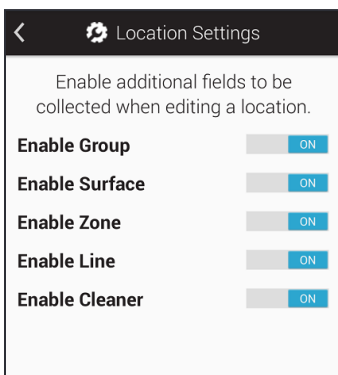 Location Settings
Enable additional fields to be
collected when editing a location.
Enable Group ON
Enable Surface ON
Enable Zone ON
Enable Line ON
Enable Cleaner ON